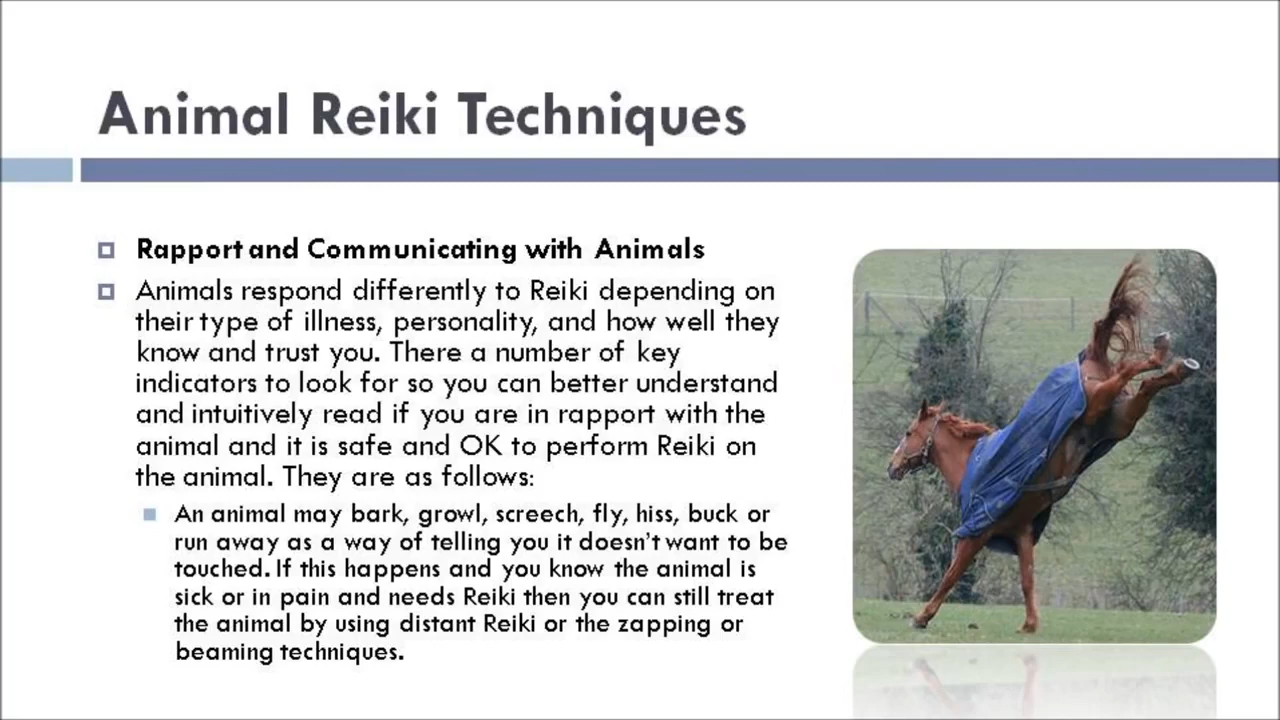 Animal Reiki Techniques
Rapport and Communicating with Animals
Animals respond differently to Reiki depending on
their type of illness, personality, and how well they
know and trust you. There a number of key
indicators to look for so you can better understand
and intuitively read if you are in rapport with the
animal and it is safe and OK to perform Reiki on
the animal. They are as follows:
An animal may bark, growl, screech, fly, hiss, buck or
run away as a way of telling you it doesn't want to be
touched. If this happens and you know the animal is
sick or in pain and needs Reiki then you can still treat
the animal by using distant Reiki or the zapping or
beaming techniques.